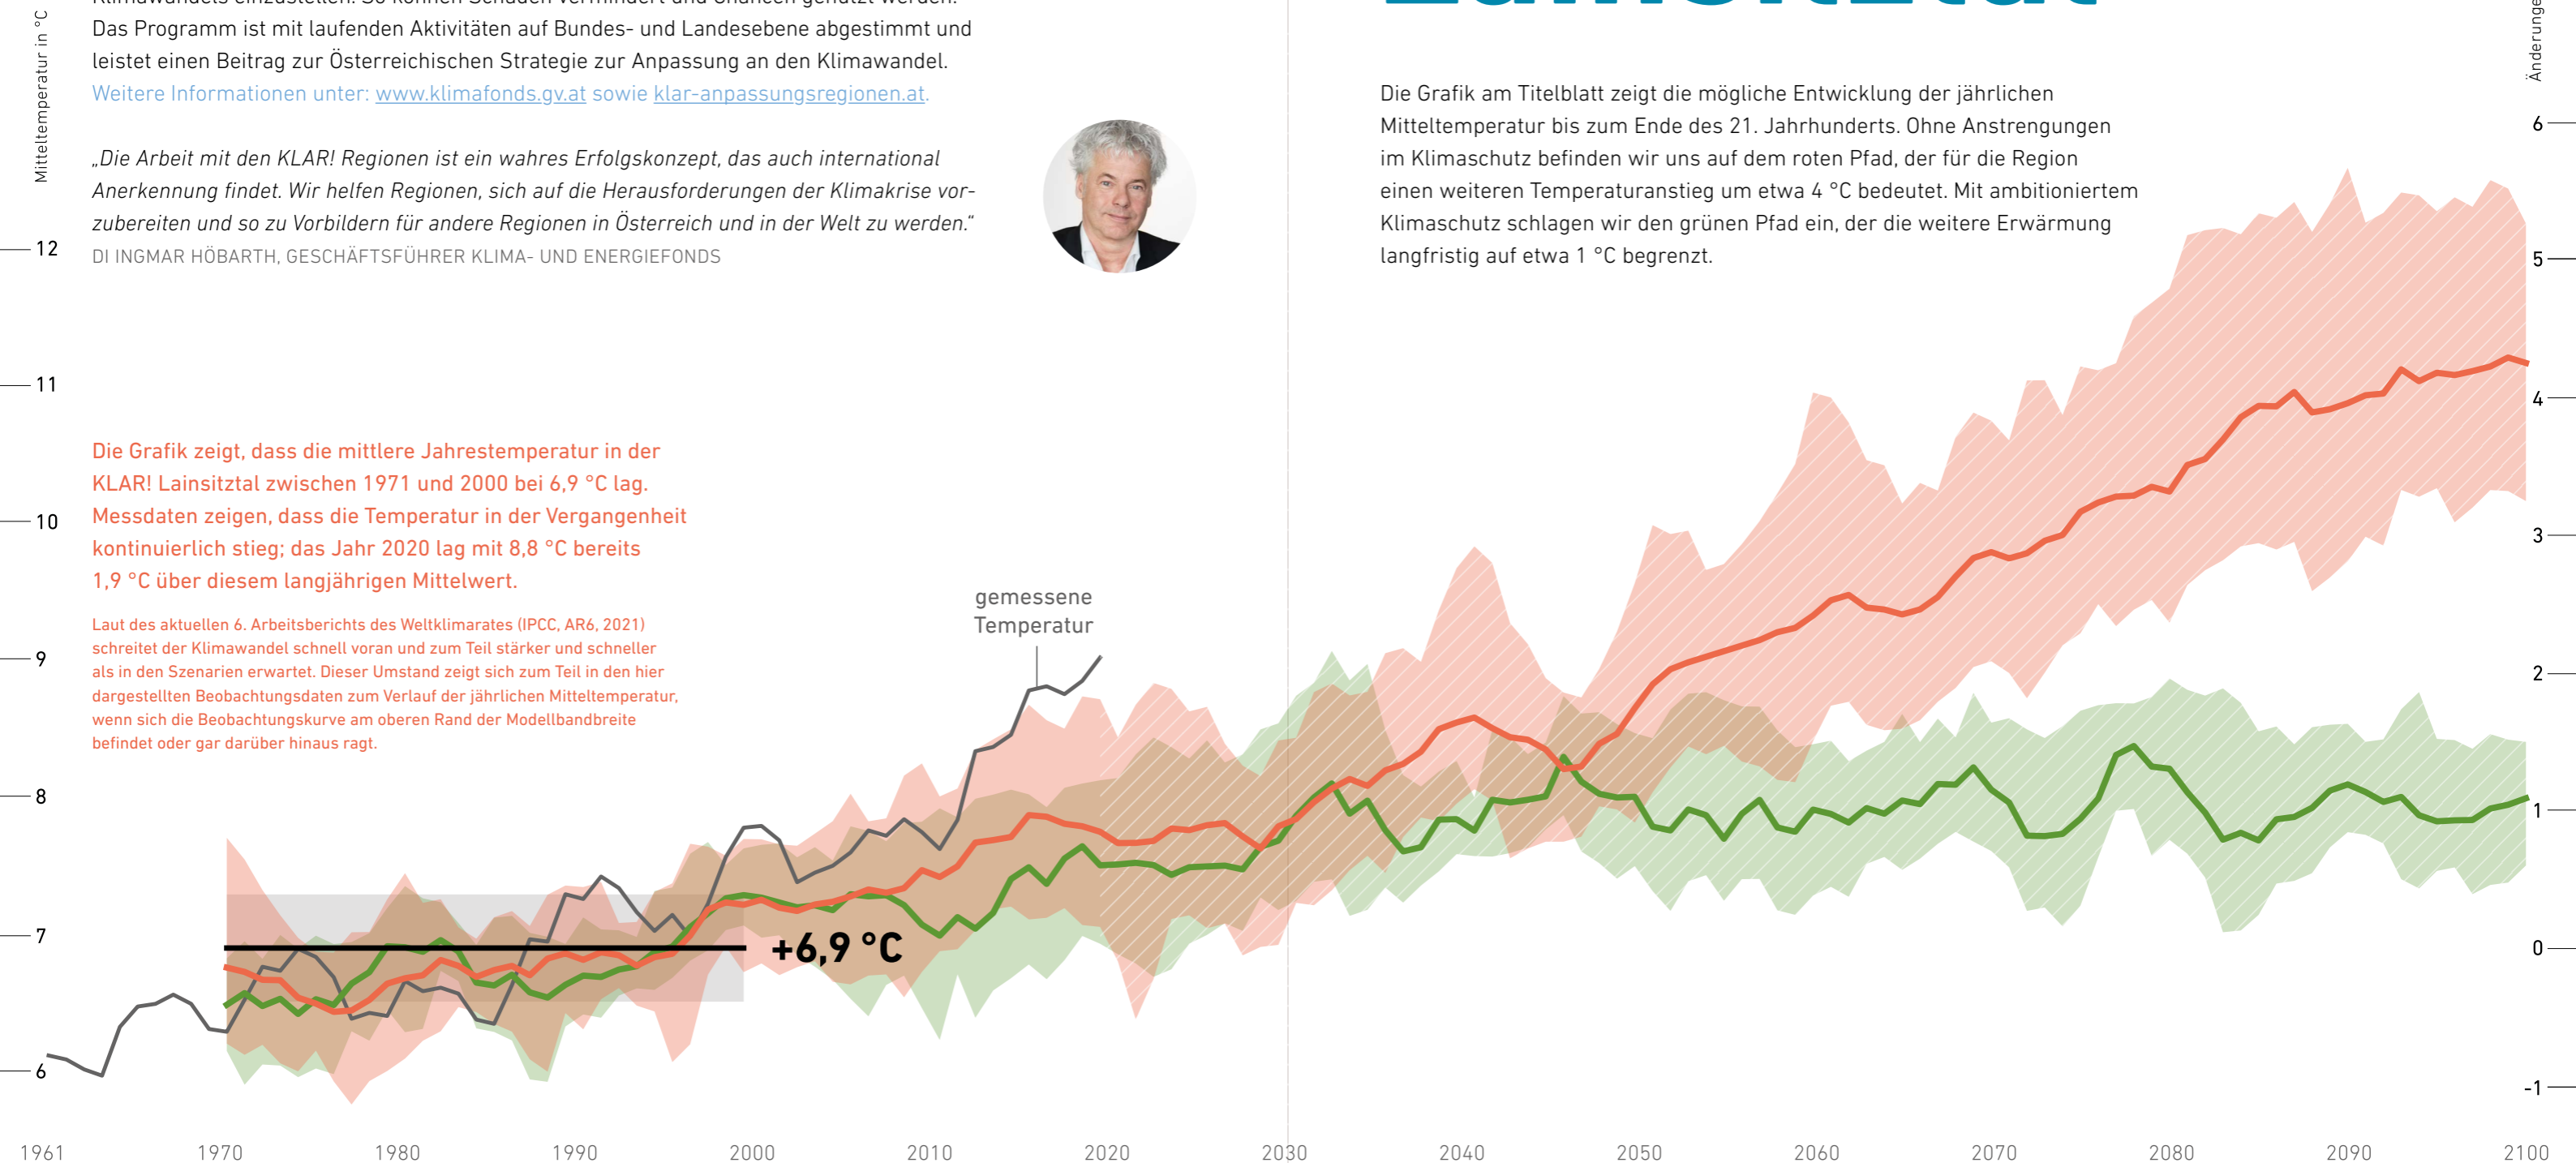 Mitteltemperatur in °C
Das Programm ist mit laufenden Aktivitäten auf Bundes- und Landesebene abgestimmt und
leistet einen Beitrag zur Österreichischen Strategie zur Anpassung an den Klimawandel.
Weitere Informationen unter: www.klimafonds.gv.at sowie klar-anpassungsregionen.at.
„Die Arbeit mit den KLAR! Regionen ist ein wahres Erfolgskonzept, das auch international
Anerkennung findet. Wir helfen Regionen, sich auf die Herausforderungen der Klimakrise vor-
zubereiten und so zu Vorbildern für andere Regionen in Österreich und in der Welt zu werden.“
DI INGMAR HÖBARTH, GESCHÄFTSFÜHRER KLIMA- UND ENERGIEFONDS
Die Grafik am Titelblatt zeigt die mögliche Entwicklung der jährlichen
Mitteltemperatur bis zum Ende des 21. Jahrhunderts. Ohne Anstrengungen
im Klimaschutz befinden wir uns auf dem roten Pfad, der für die Region
einen weiteren Temperaturanstieg um etwa 4 °C bedeutet. Mit ambitioniertem
Klimaschutz schlagen wir den grünen Pfad ein, der die weitere Erwärmung
langfristig auf etwa 1 °C begrenzt.
Die Grafik zeigt, dass die mittlere Jahrestemperatur in der
KLAR! Lainsitztal zwischen 1971 und 2000 bei 6,9 °C lag.
Messdaten zeigen, dass die Temperatur in der Vergangenheit
kontinuierlich stieg; das Jahr 2020 lag mit 8,8 °C bereits
1,9 °C über diesem langjährigen Mittelwert.
Laut des aktuellen 6. Arbeitsberichts des Weltklimarates (IPCC, AR6, 2021)
schreitet der Klimawandel schnell voran und zum Teil stärker und schneller
als in den Szenarien erwartet. Dieser Umstand zeigt sich zum Teil in den hier
dargestellten Beobachtungsdaten zum Verlauf der jährlichen Mitteltemperatur,
wenn sich die Beobachtungskurve am oberen Rand der Modellbandbreite
befindet oder gar darüber hinaus ragt.
gemessene
Temperatur
+6,9 °C
12
11
10
9
8
7
6
6
5
4
3
2
1
0
-1
1961 1970 1980 1990 2000 2010 2020 2030 2040 2050 2060 2070 2080 2090 2100